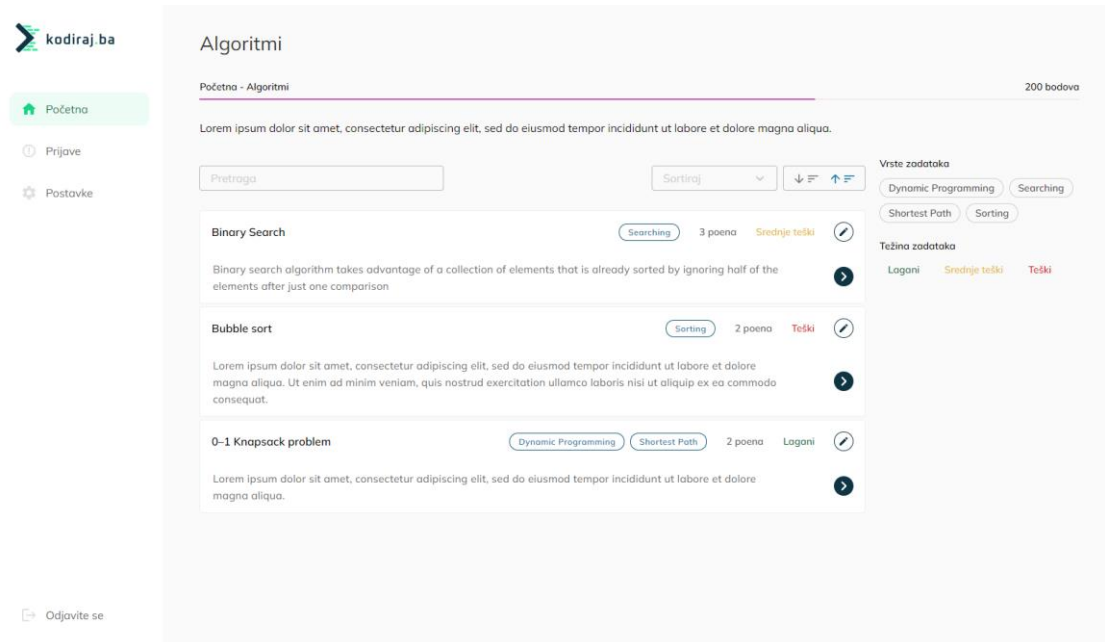 kodiraj.ba
Početna
Prijave
Postavke
Odjavite se
Algoritmi
Početna - Algoritmi
200 bodova
Lorem ipsum dolor sit amet, consectetur adipiscing elit, sed do eiusmod tempor incididunt ut labore et dolore magna aliqua.
Pretraga
Sortiraj
Binary Search
Searching
3 poena
Srednje teški
Binary search algorithm takes advantage of a collection of elements that is already sorted by ignoring half of the
elements after just one comparison
Bubble sort
Sorting
2 poena
Teški
Lorem ipsum dolor sit amet, consectetur adipiscing elit, sed do eiusmod tempor incididunt ut labore et dolore
magna aliqua. Ut enim ad minim veniam, quis nostrud exercitation ullamco laboris nisi ut aliquip ex ea commodo
consequat.
0–1 Knapsack problem
Dynamic Programming
Shortest Path
2 poena
Lagani
Lorem ipsum dolor sit amet, consectetur adipiscing elit, sed do eiusmod tempor incididunt ut labore et dolore
magna aliqua.
Vrste zadataka
Dynamic Programming
Searching
Shortest Path
Sorting
Težina zadataka
Lagani
Srednje teški
Teški